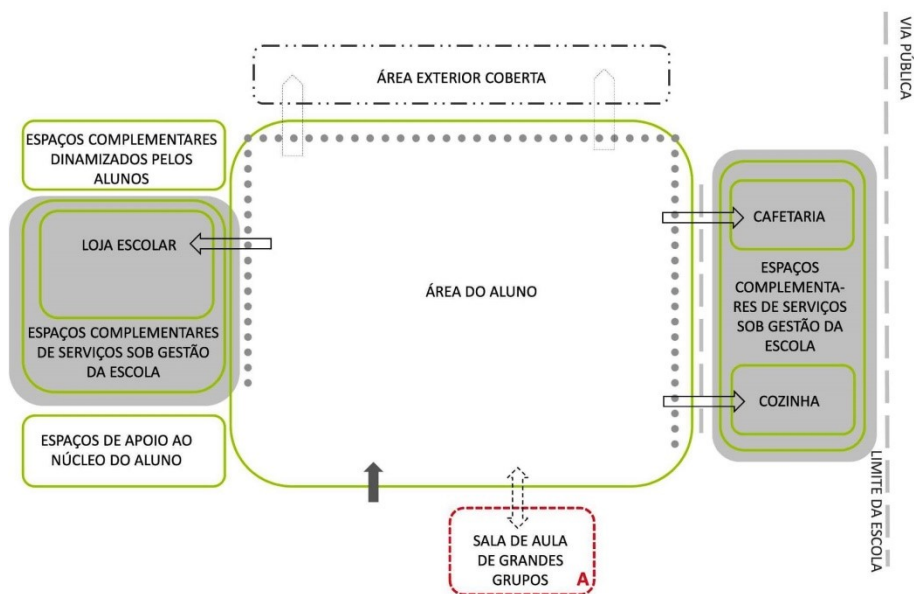 VIA PÚBLICA
ÁREA EXTERIOR COBERTA
ESPAÇOS COMPLEMENTARES
DINAMIZADOS PELOS
ALUNOS
LOJA ESCOLAR
ESPAÇOS COMPLEMENTARES
DE SERVIÇOS SOB GESTÃO
DA ESCOLA
ESPAÇOS DE APOIO AO
NÚCLEO DO ALUNO
ÁREA DO ALUNO
CAFETARIA
ESPAÇOS
COMPLEMENTA-
RES DE SERVIÇOS
SOB GESTÃO DA
ESCOLA
COZINHA
LIMITE DA ESCOLA
SALA DE AULA
DE GRANDES
GRUPOS
A